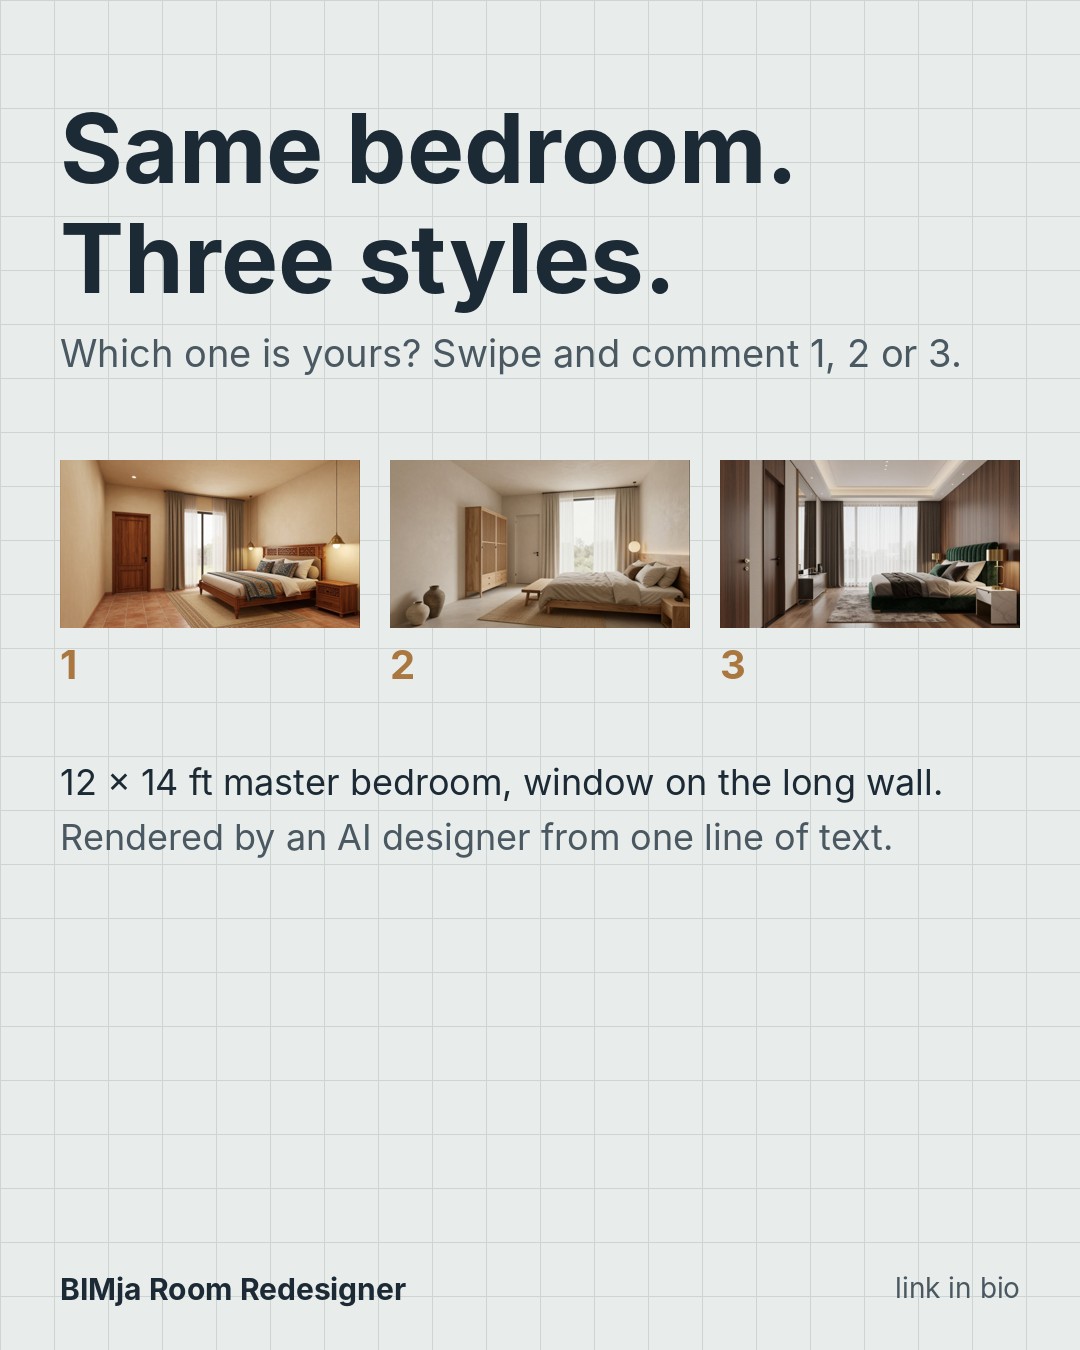 Same bedroom.
Three styles.
Which one is yours? Swipe and comment 1, 2 or 3.
1
2
3
12 × 14 ft master bedroom, window on the long wall.
Rendered by an AI designer from one line of text.
BIMja Room Redesigner
link in bio